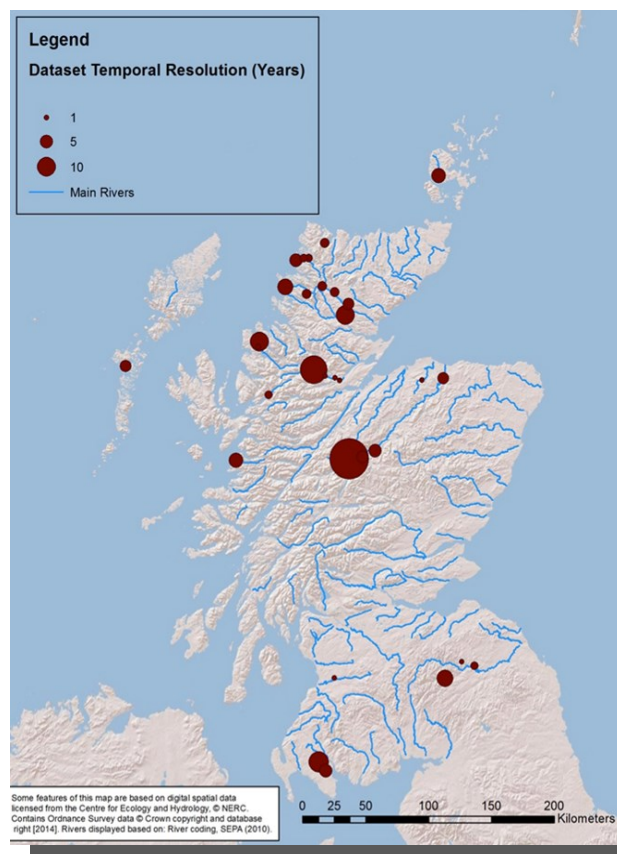 Legend
Dataset Temporal Resolution (Years)
1
5
10
Main Rivers
Some features of this map are based on digital spatial data
licensed from the Centre for Ecology and Hydrology, © NERC.
Contains Ordnance Survey data © Crown copyright and database
right [2014]. Rivers displayed based on: River coding, SEPA (2010).
0 25 50 100 150 200
Kilometers